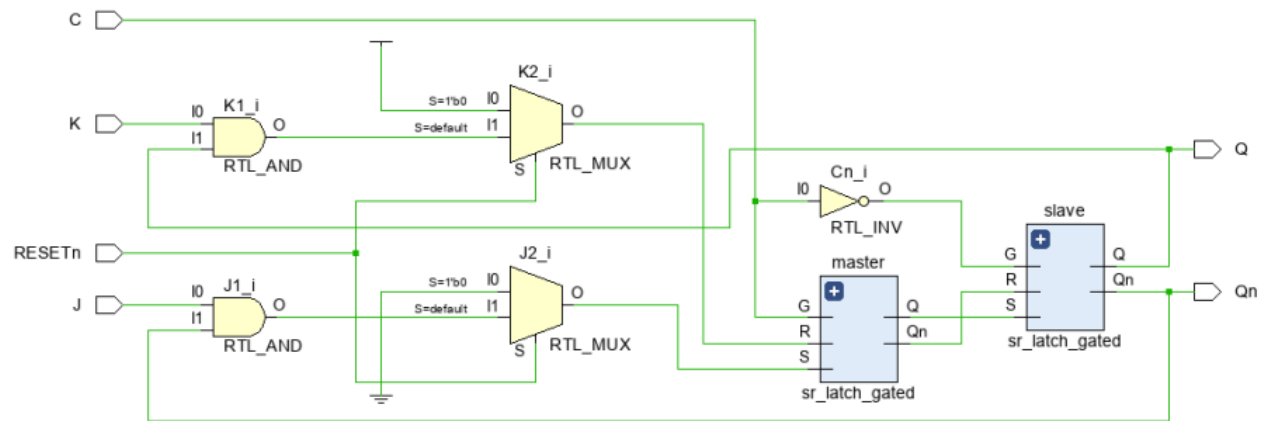 C
K2_i
S=1'b0
I0
O
K1_i
I0
S=default
I1
K
O
I1
RTL_AND
S
RTL_MUX
Q
Cn_i
I0
O
slave
RTL_INV
RESETn
J2_i
master
G
Q
J1_i
S=1'b0
I0
R
Qn
Qn
J
I0
O
S=default
I1
O
G
Q
S
I1
RTL_AND
S
RTL_MUX
R
Qn
sr_latch_gated
S
sr_latch_gated